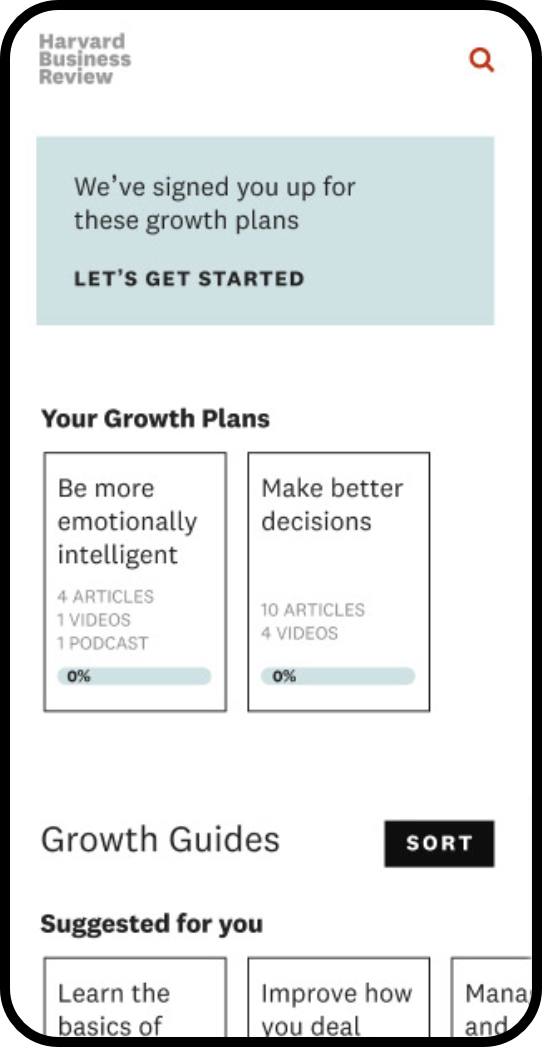 Harvard
Business
Review
We’ve signed you up for
these growth plans
LET’S GET STARTED
Your Growth Plans
Be more
emotionally
intelligent
4 ARTICLES
1 VIDEOS
1 PODCAST
0%
Make better
decisions
10 ARTICLES
4 VIDEOS
0%
Growth Guides
SORT
Suggested for you
Learn the
basics of
Improve how
you deal
Mana
and